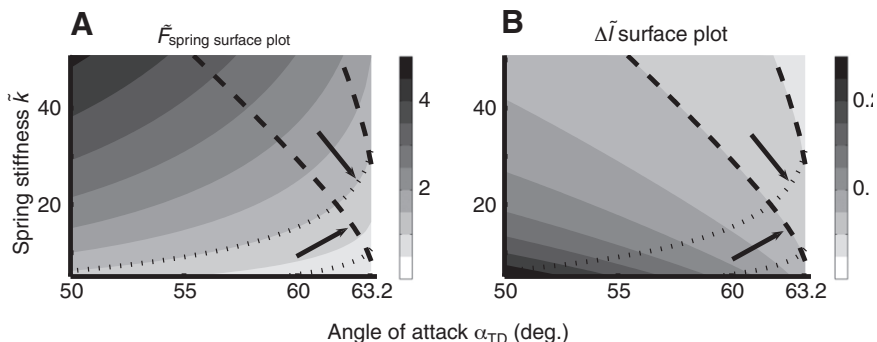 A
F̃spring surface plot
B
Δl̃ surface plot
Spring stiffness k̃
40
20
50
55
60
63.2
4
2
40
20
50
55
60
63.2
0.2
0.
Angle of attack αTD (deg.)